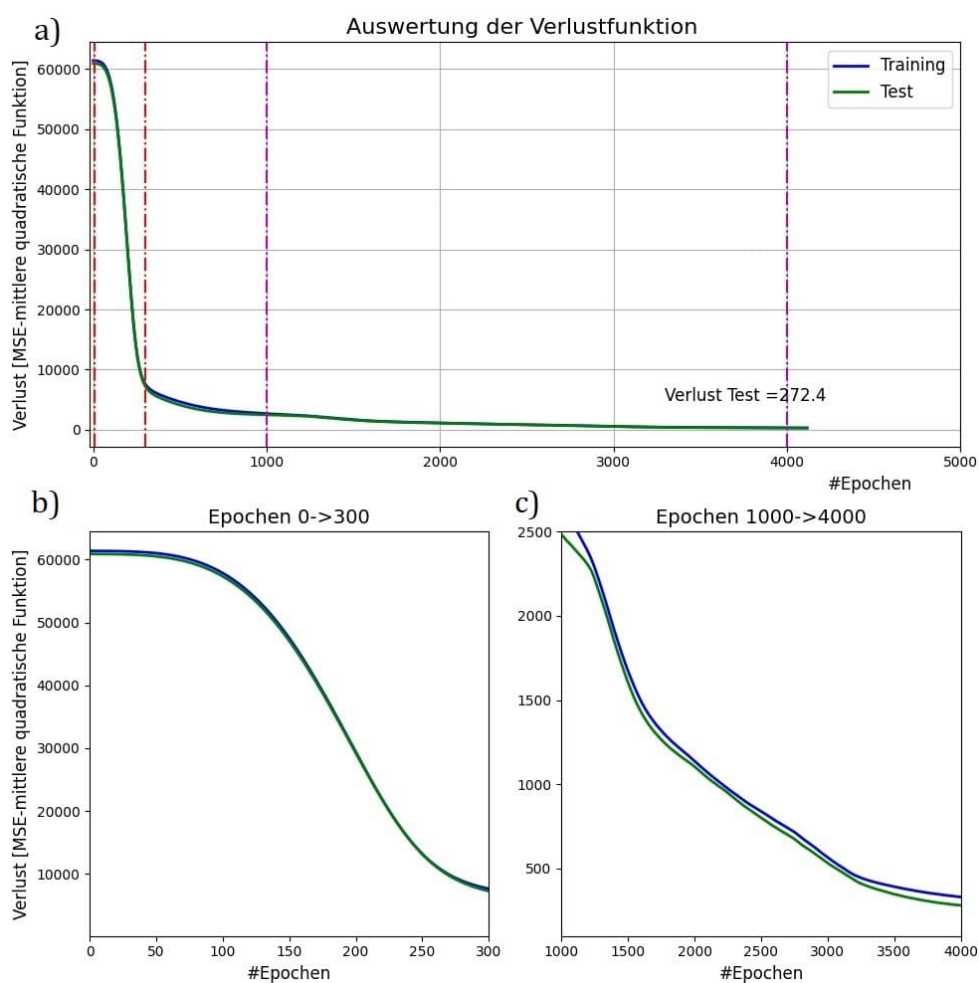 a)
Auswertung der Verlustfunktion
Verlust [MSE-mittlere quadratische Funktion]
60000
50000
40000
30000
20000
10000
0
Training
Test
Verlust Test =272.4
0
1000
2000
3000
4000
5000
#Epochen
b)
Epochen 0->300
Verlust [MSE-mittlere quadratische Funktion]
60000
50000
40000
30000
20000
10000
0
50
100
150
200
250
300
#Epochen
c)
Epochen 1000->4000
2500
2000
1500
1000
500
1000
1500
2000
2500
3000
3500
4000
#Epochen